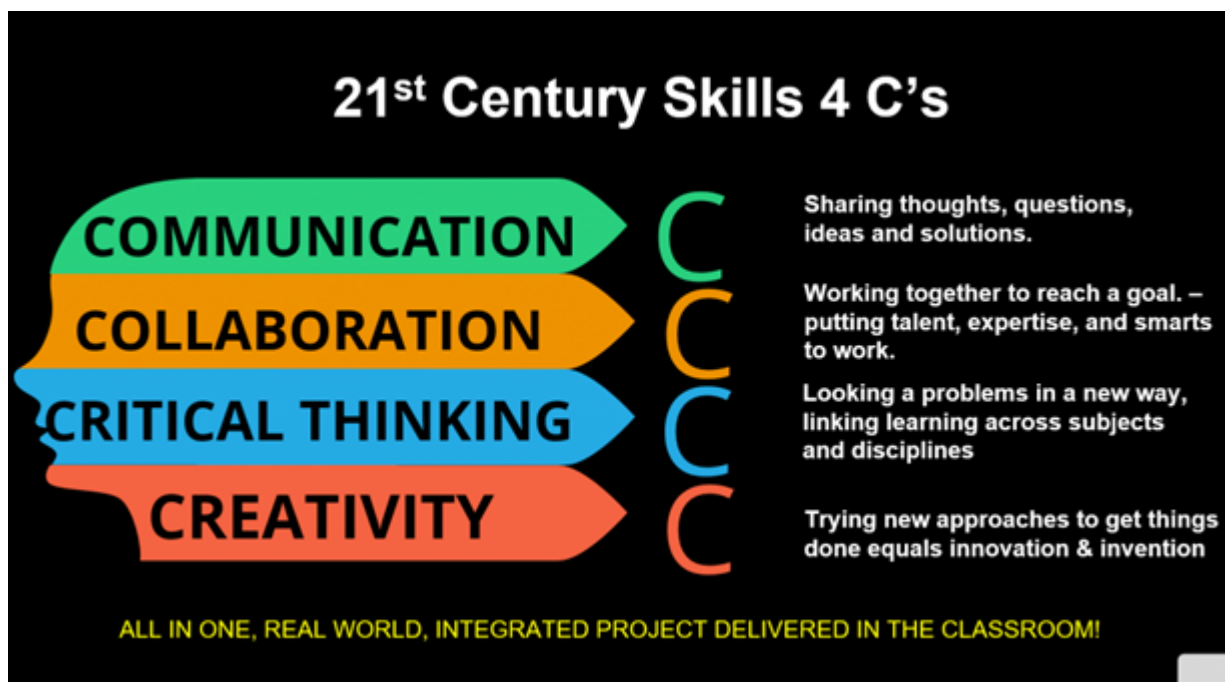 21st Century Skills 4 C's
COMMUNICATION
C
Sharing thoughts, questions,
ideas and solutions.
COLLABORATION
C
Working together to reach a goal. –
putting talent, expertise, and smarts
to work.
CRITICAL THINKING
C
Looking a problems in a new way,
linking learning across subjects
and disciplines
CREATIVITY
C
Trying new approaches to get things
done equals innovation & invention
ALL IN ONE, REAL WORLD, INTEGRATED PROJECT DELIVERED IN THE CLASSROOM!